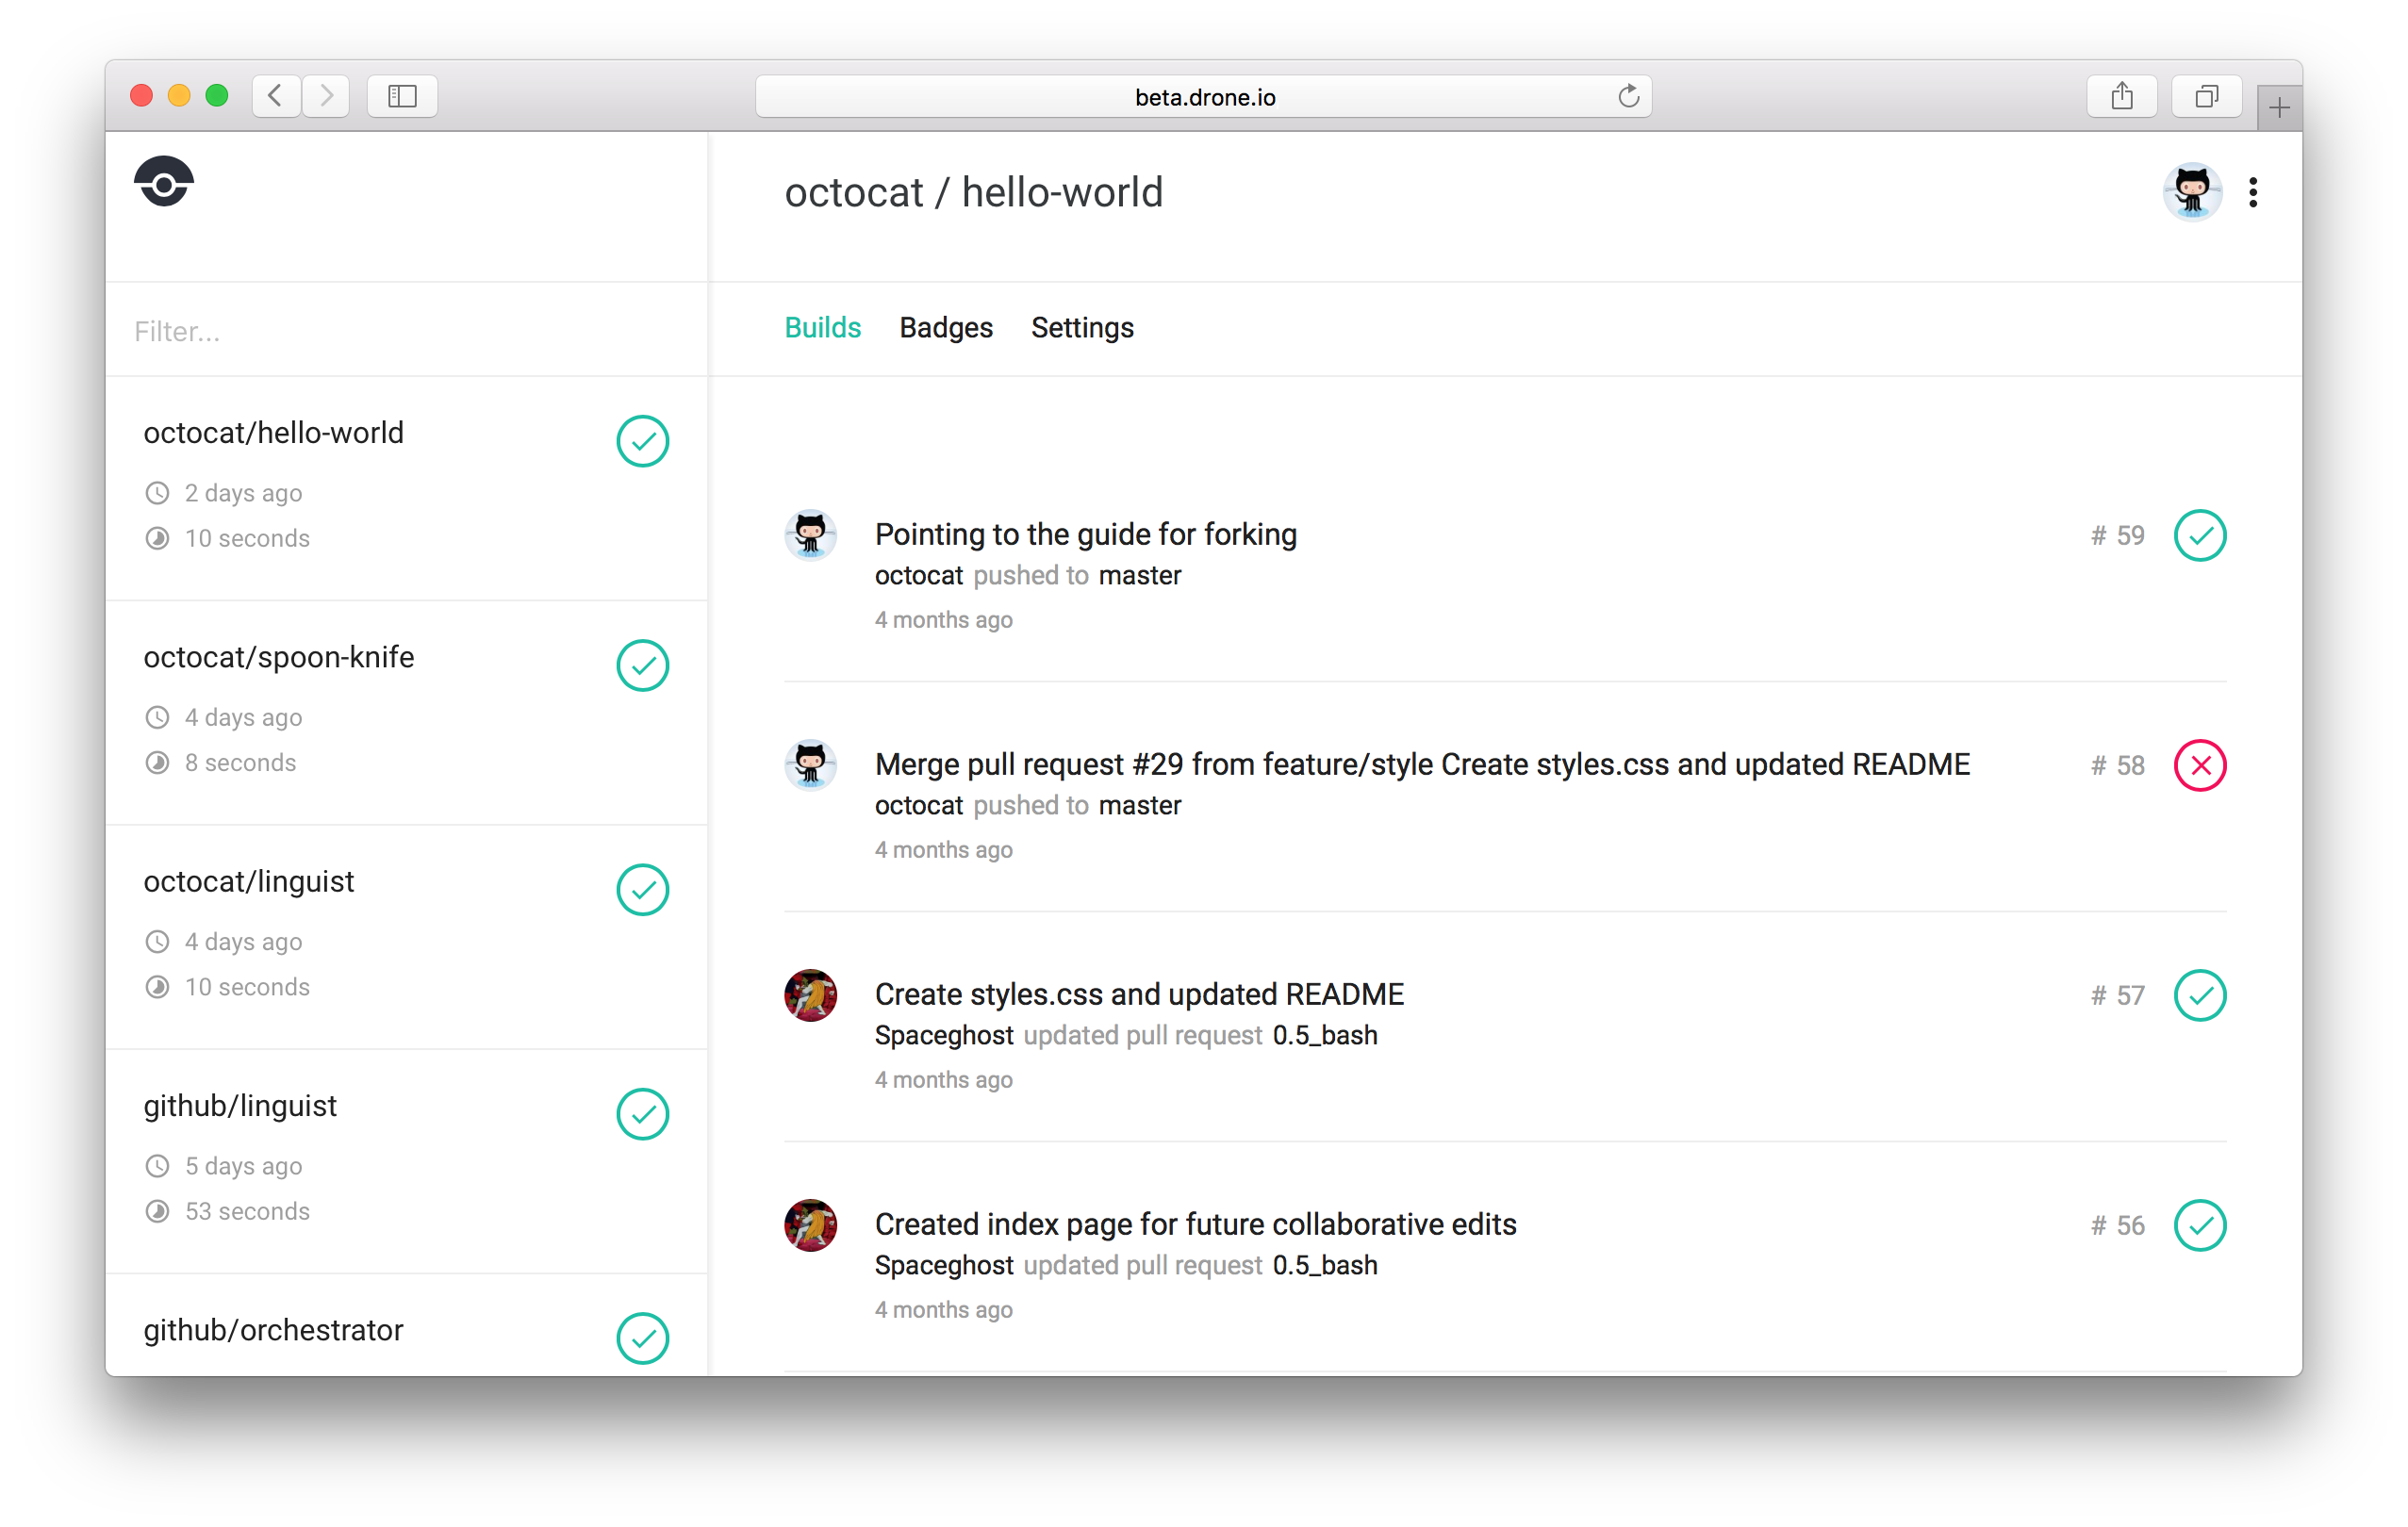 beta.drone.io
octocat / hello-world
Filter...
Builds Badges Settings
octocat/hello-world
2 days ago
10 seconds
octocat/spoon-knife
4 days ago
8 seconds
octocat/linguist
4 days ago
10 seconds
github/linguist
5 days ago
53 seconds
github/orchestrator
Pointing to the guide for forking # 59
octocat pushed to master
4 months ago
Merge pull request #29 from feature/style Create styles.css and updated README # 58
octocat pushed to master
4 months ago
Create styles.css and updated README # 57
Spaceghost updated pull request 0.5_bash
4 months ago
Created index page for future collaborative edits # 56
Spaceghost updated pull request 0.5_bash
4 months ago